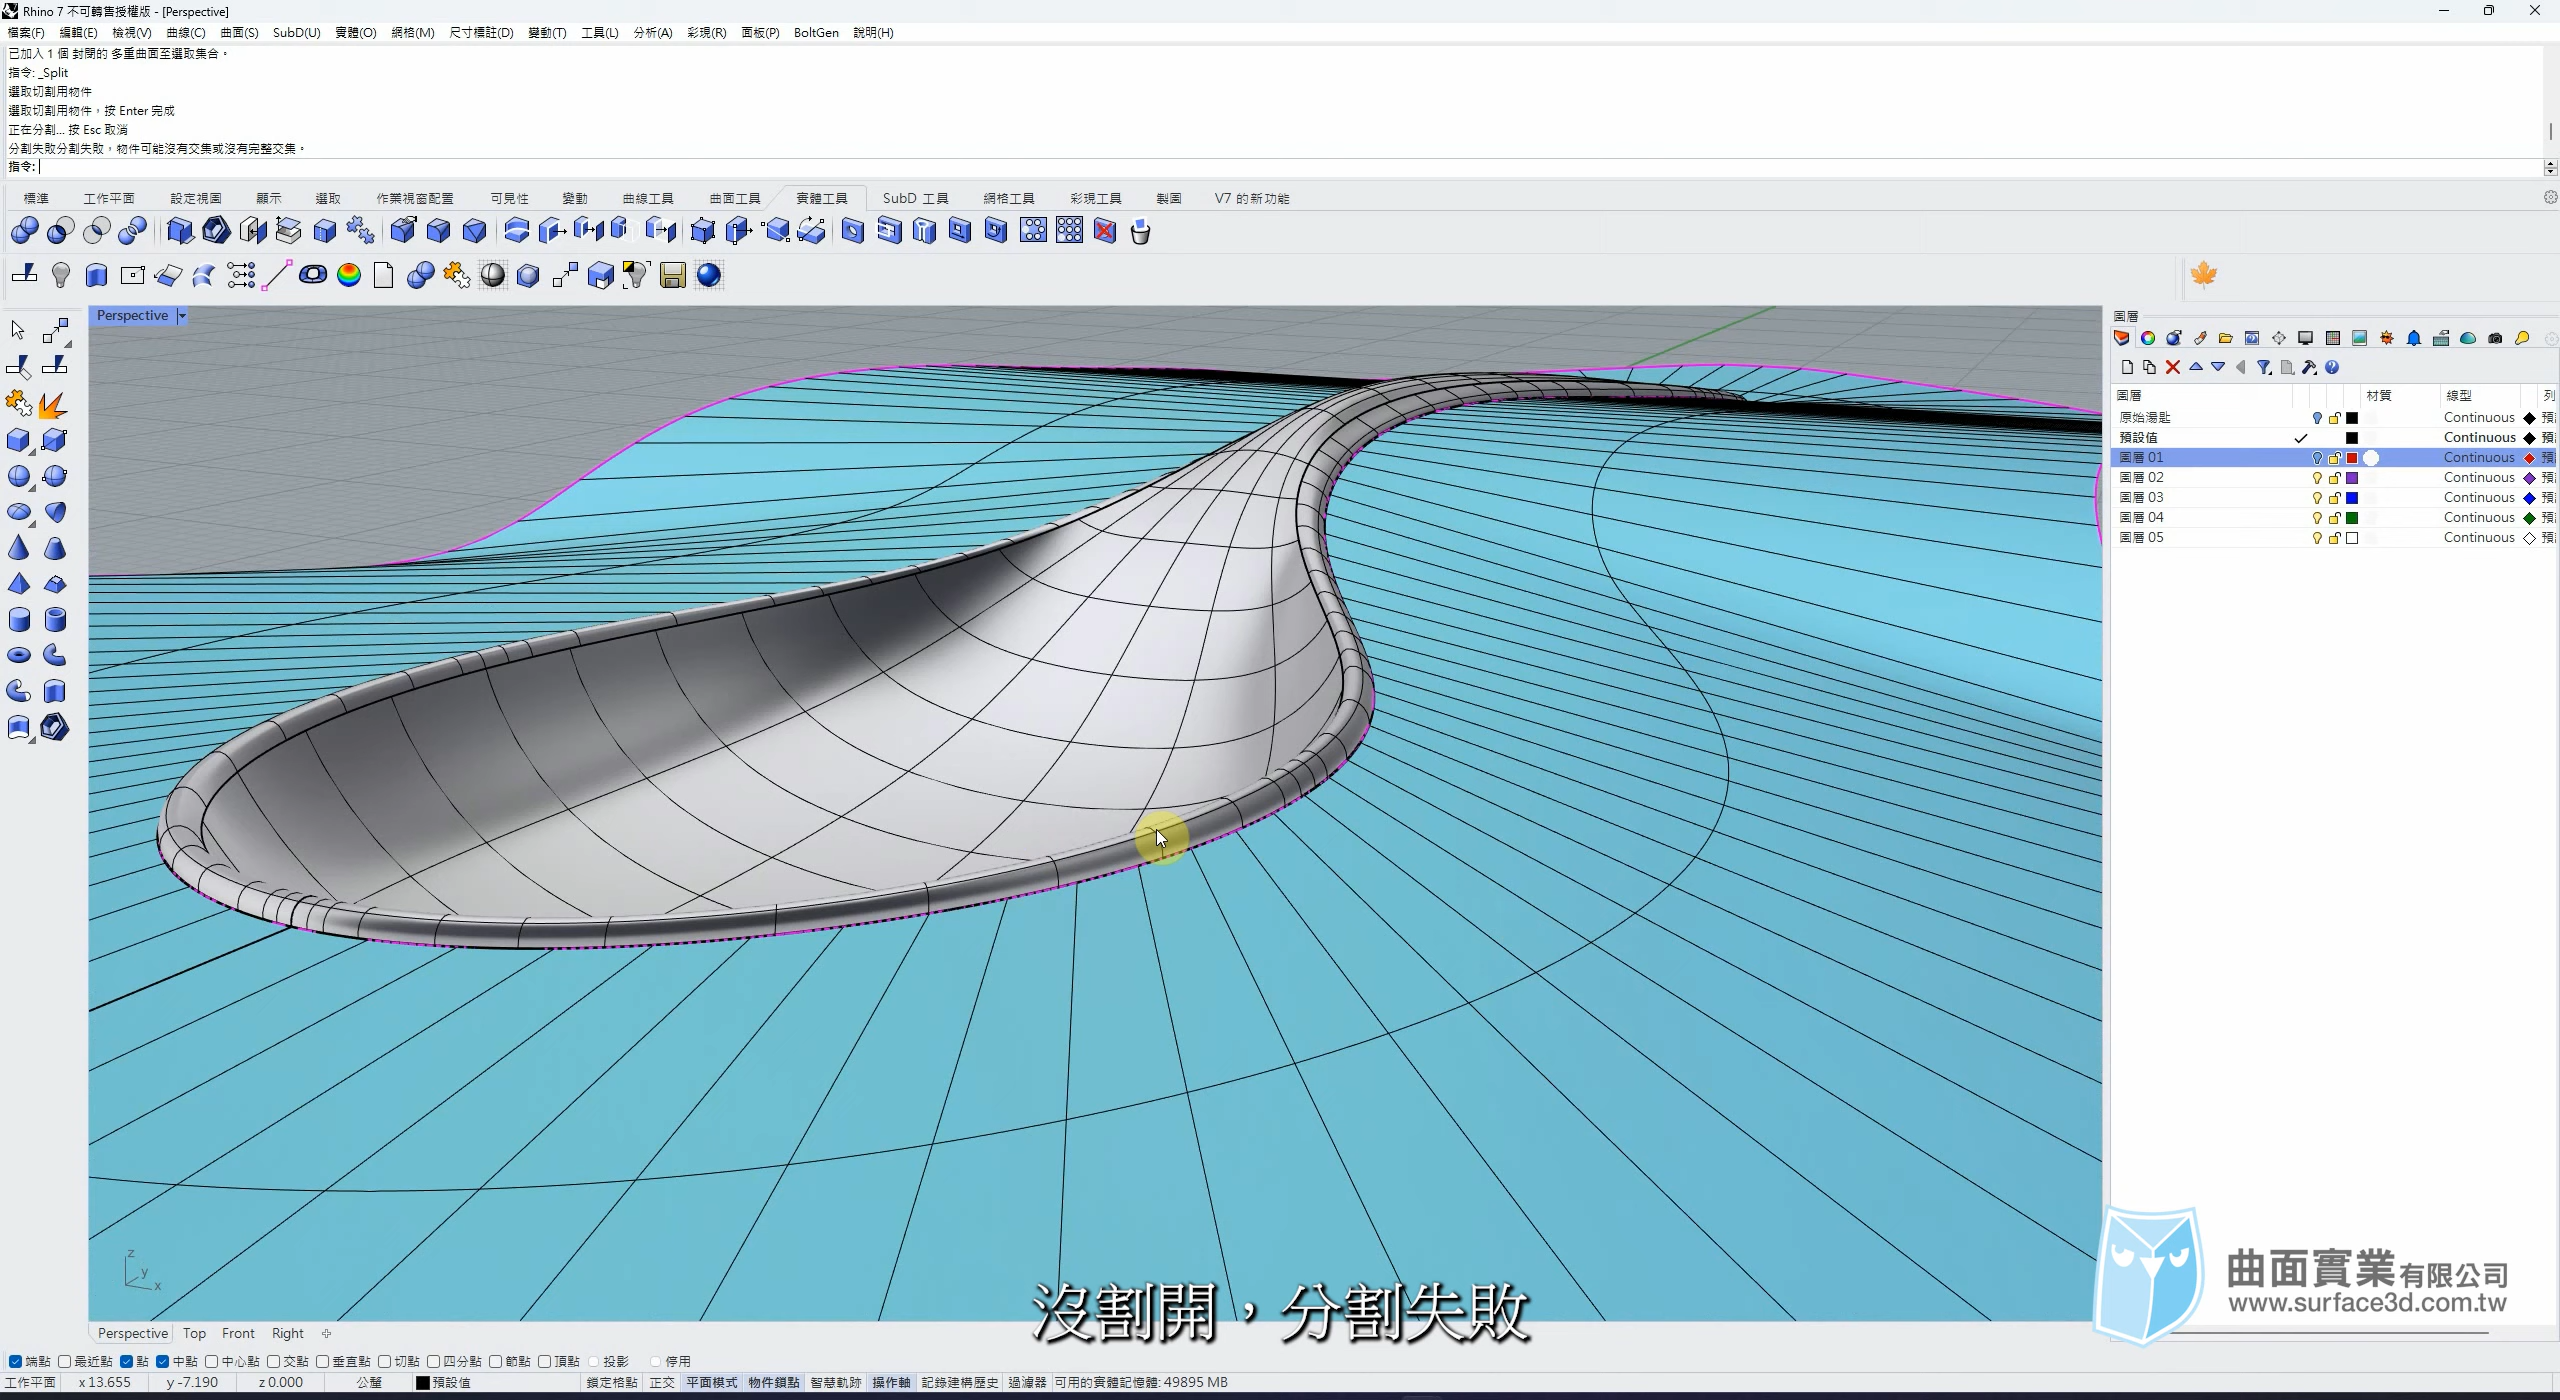 Rhino 7 不可轉售授權版 - [Perspective]
檔案(F) 編輯(E) 檢視(V) 曲線(C) 曲面(S) SubD(U) 實體(O) 網格(M) 尺寸標註(D) 變動(T) 工具(L) 分析(A) 彩現(R) 面板(P) BoltGen 說明(H)
已加入 1 個 封閉的 多重曲面至選取集合。
指令: _Split
選取切割用物件
選取切割用物件，按 Enter 完成
正在分割... 按 Esc 取消
分割失敗分割失敗，物件可能沒有交集或沒有完整交集。
指令:
標準 工作平面 設定視圖 顯示 選取 作業視窗配置 可見性 變動 曲線工具 曲面工具 實體工具 SubD 工具 網格工具 彩現工具 製圖 V7 的新功能
Perspective
圖層
圖層 材質 線型 列
原始湯匙 Continuous 預
預設值 Continuous 預
圖層 01 Continuous 預
圖層 02 Continuous 預
圖層 03 Continuous 預
圖層 04 Continuous 預
圖層 05 Continuous 預
z
y
x
曲面實業有限公司
www.surface3d.com.tw
沒割開，分割失敗
Perspective Top Front Right
端點 最近點 點 中點 中心點 交點 垂直點 切點 四分點 節點 頂點 投影 停用
工作平面 x 13.655 y -7.190 z 0.000 公釐 預設值 鎖定格點 正交 平面模式 物件鎖點 智慧軌跡 操作軸 記錄建構歷史 過濾器 可用的實體記憶體: 49895 MB